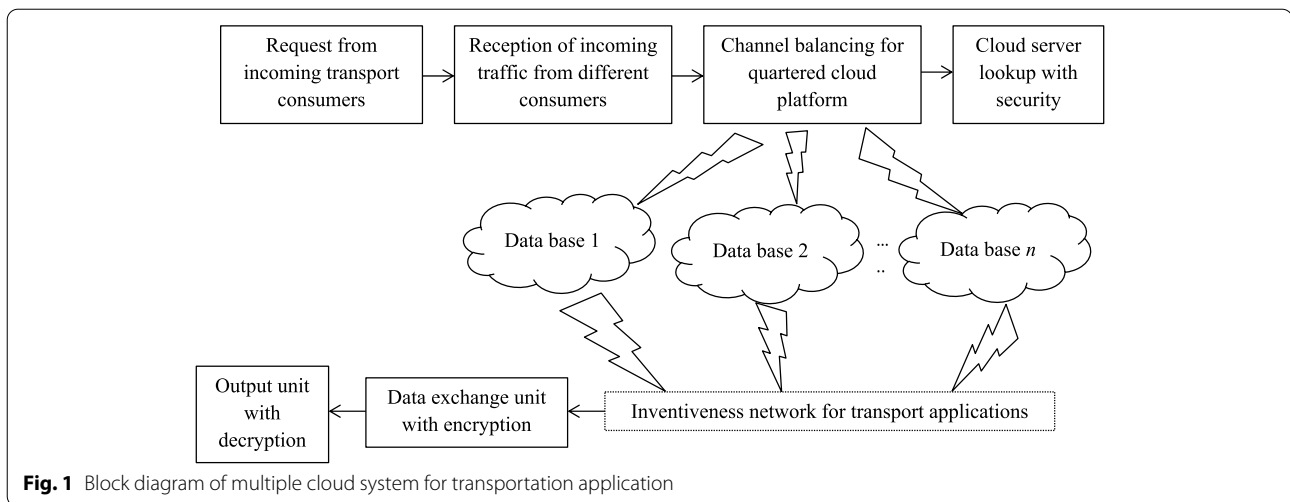 Request from
incoming transport
consumers
Reception of incoming
traffic from different
consumers
Channel balancing for
quartered cloud
platform
Cloud server
lookup with
security
Data base 1
Data base 2
...
..
Data base n
Output unit
with
decryption
Data exchange unit
with encryption
Inventiveness network for transport applications
Fig. 1 Block diagram of multiple cloud system for transportation application